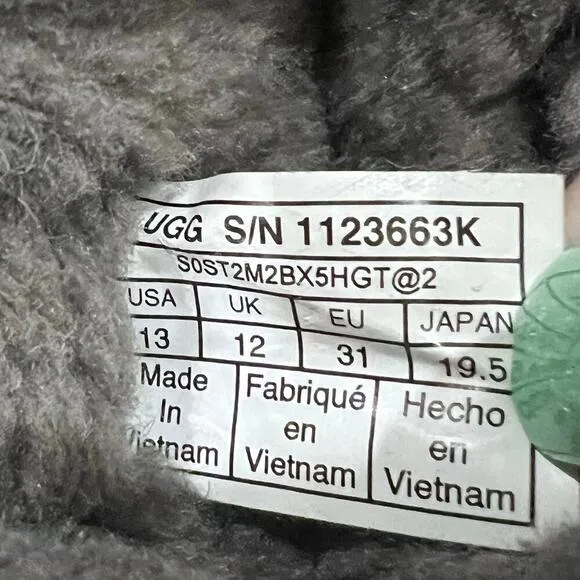 UGG S/N 1123663K
S0ST2M2BX5HGT@2
USA UK EU JAPAN
13 12 31 19.5
Made In Vietnam
Fabriqué en Vietnam
Hecho en Vietnam